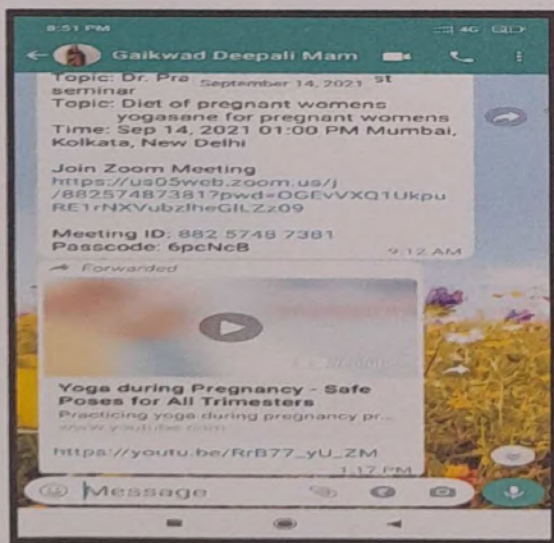 8:51 PM
4G
Gaikwad Deepali Mam
Topic: Dr. Pra September 14, 2021 st
seminar
Topic: Diet of pregnant womens
yogasane for pregnant womens
Time: Sep 14, 2021 01:00 PM Mumbai,
Kolkata, New Delhi
Join Zoom Meeting
https://us05web.zoom.us/j
/88257487381?pwd=OGEvVXQ1Ukpu
RE1rNXVubzlheGlLZz09
Meeting ID: 882 5748 7381
Passcode: 6pcNcB
9:12 AM
Forwarded
Yoga during Pregnancy - Safe
Poses for All Trimesters
Practicing yoga during pregnancy pr...
www.youtube.com
https://youtu.be/RrB77_yU_ZM
1:17 PM
Message